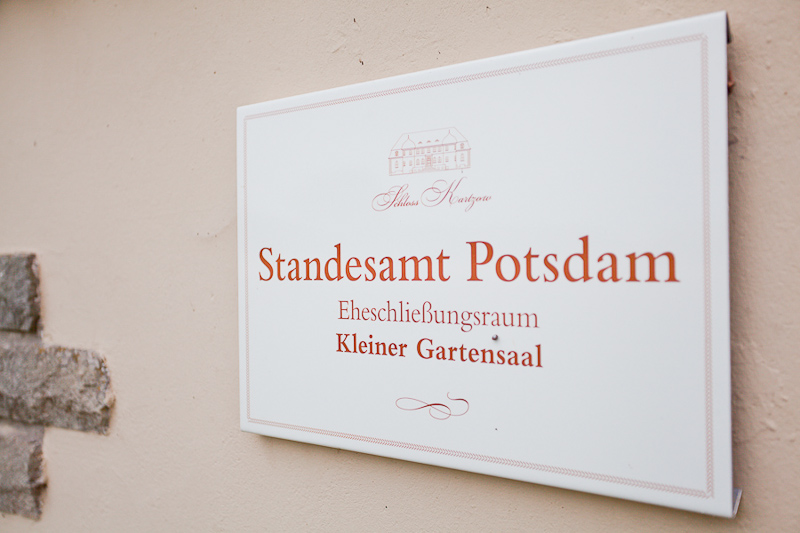 Schloss Kartzow
Standesamt Potsdam
Eheschließungsraum
Kleiner Gartensaal